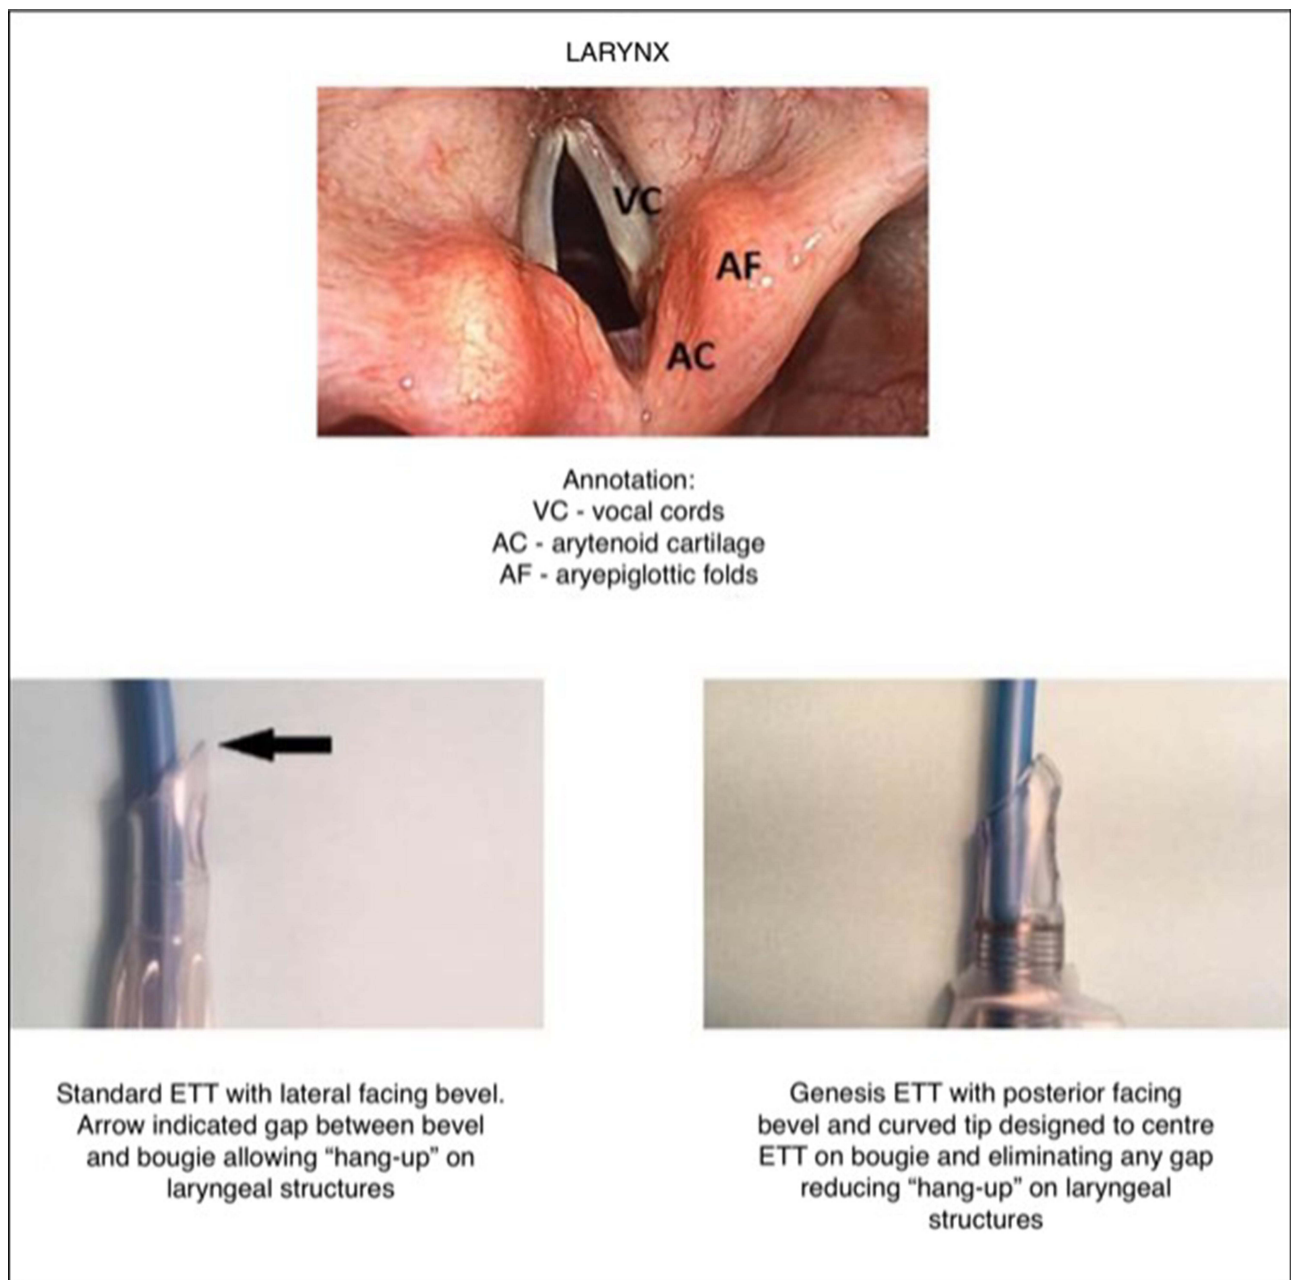 LARYNX
VC
AF
AC
Annotation:
VC - vocal cords
AC - arytenoid cartilage
AF - aryepiglottic folds
Standard ETT with lateral facing bevel.
Arrow indicated gap between bevel
and bougie allowing “hang-up” on
laryngeal structures
Genesis ETT with posterior facing
bevel and curved tip designed to centre
ETT on bougie and eliminating any gap
reducing “hang-up” on laryngeal
structures